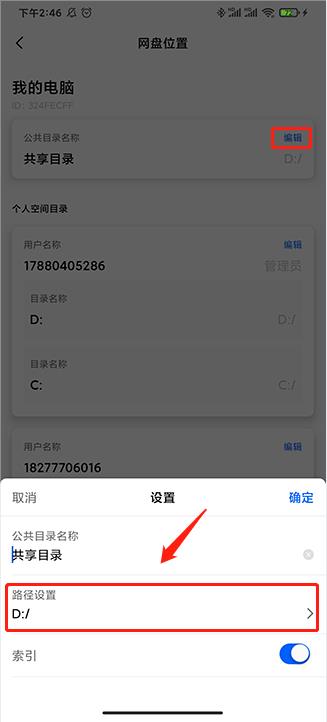 下午2:46
网盘位置
我的电脑
ID: 324FECFF
公共目录名称 编辑
共享目录 D:/
个人空间目录
用户名称 编辑
17880405286 管理员
目录名称
D: D:/
目录名称
C: C:/
用户名称 编辑
18277706016
取消 设置 确定
公共目录名称
共享目录
路径设置
D:/
索引